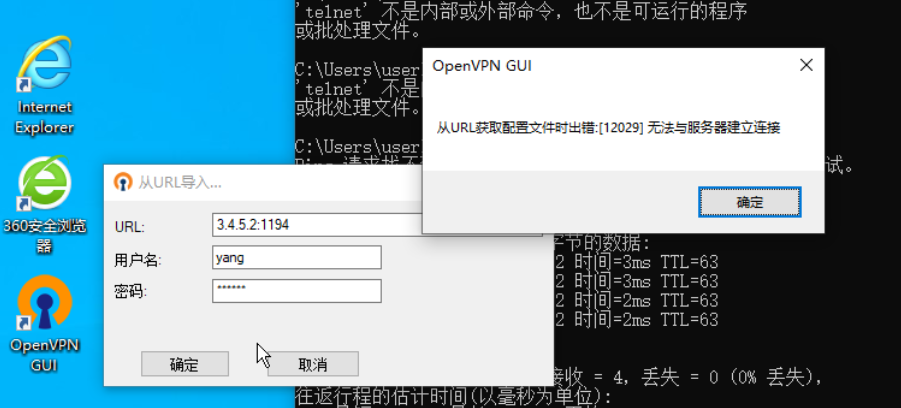 'telnet' 不是内部或外部命令，也不是可运行的程序
或批处理文件。
C:\Users\user
'telnet' 不是
或批处理文件。
C:\Users\user
试。
OpenVPN GUI
从URL获取配置文件时出错:[12029] 无法与服务器建立连接
确定
Internet
Explorer
360安全浏览
器
OpenVPN
GUI
从URL导入...
URL:
3.4.5.2:1194
用户名:
yang
密码:
******
确定
取消
字节的数据:
2 时间=3ms TTL=63
2 时间=3ms TTL=63
2 时间=2ms TTL=63
2 时间=2ms TTL=63
接收 = 4，丢失 = 0 (0% 丢失)，
往返行程的估计时间(以毫秒为单位):